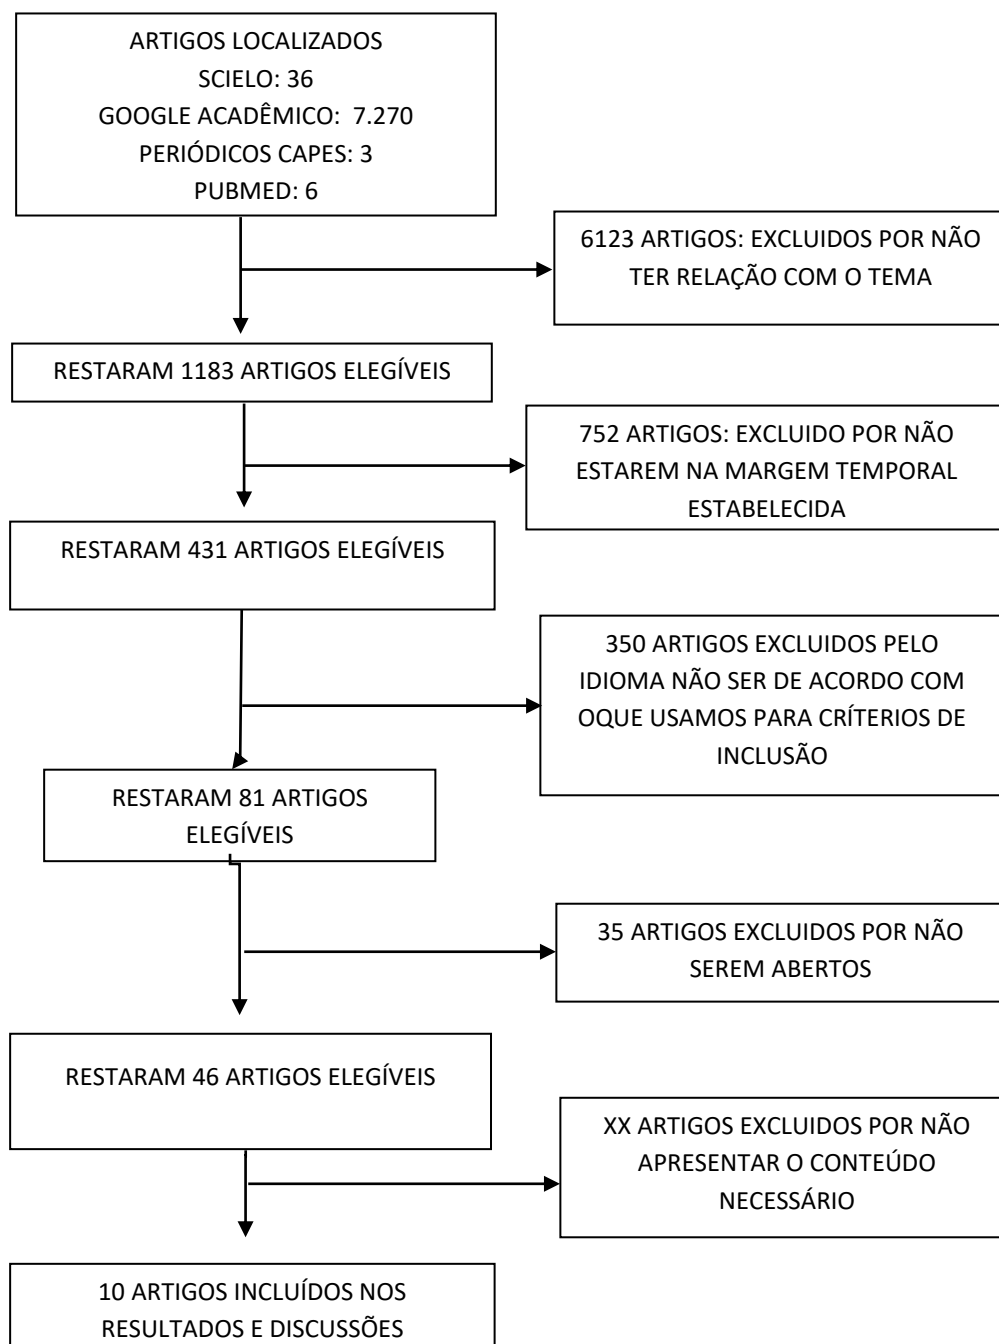 ARTIGOS LOCALIZADOS
SCIELO: 36
GOOGLE ACADÊMICO: 7.270
PERIÓDICOS CAPES: 3
PUBMED: 6
6123 ARTIGOS: EXCLUIDOS POR NÃO
TER RELAÇÃO COM O TEMA
RESTARAM 1183 ARTIGOS ELEGÍVEIS
752 ARTIGOS: EXCLUIDO POR NÃO
ESTAREM NA MARGEM TEMPORAL
ESTABELECIDA
RESTARAM 431 ARTIGOS ELEGÍVEIS
350 ARTIGOS EXCLUIDOS PELO
IDIOMA NÃO SER DE ACORDO COM
OQUE USAMOS PARA CRÍTERIOS DE
INCLUSÃO
RESTARAM 81 ARTIGOS
ELEGÍVEIS
35 ARTIGOS EXCLUIDOS POR NÃO
SEREM ABERTOS
RESTARAM 46 ARTIGOS ELEGÍVEIS
XX ARTIGOS EXCLUIDOS POR NÃO
APRESENTAR O CONTEÚDO
NECESSÁRIO
10 ARTIGOS INCLUÍDOS NOS
RESULTADOS E DISCUSSÕES